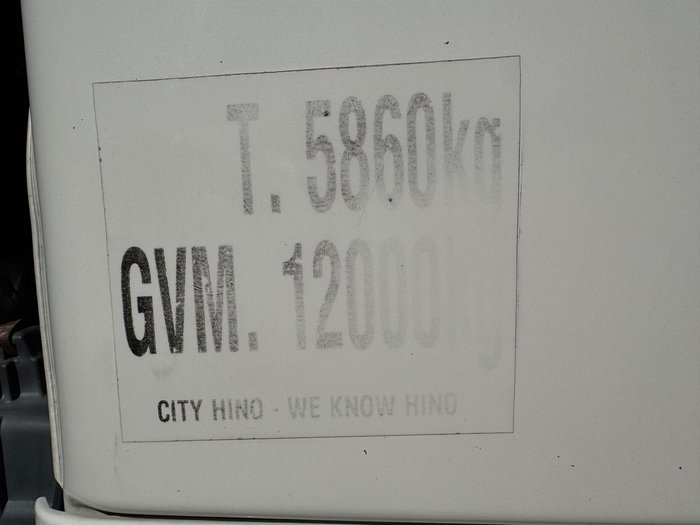 T. 5860kg
GVM. 12000kg
CITY HINO - WE KNOW HINO